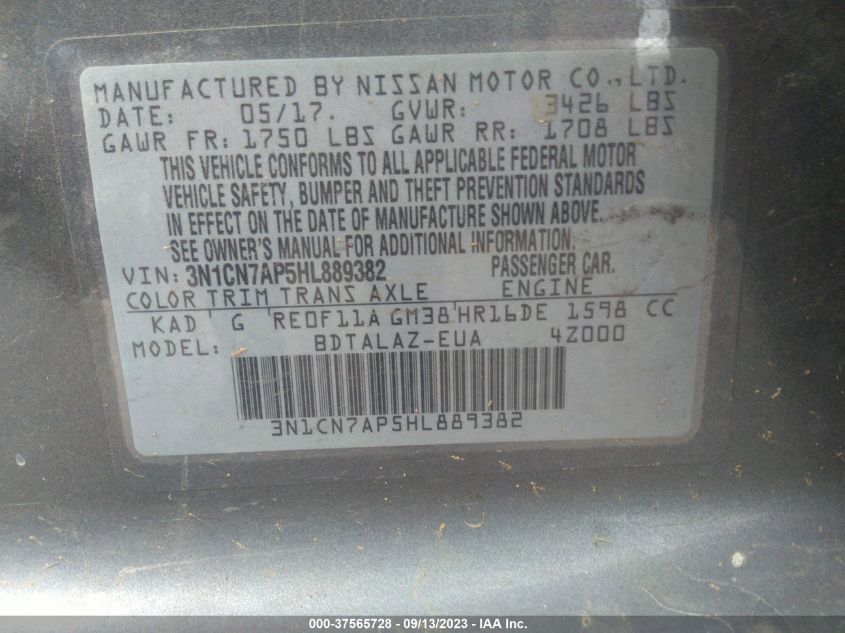 MANUFACTURED BY NISSAN MOTOR CO., LTD.
DATE: 05/17. GVWR: 3426 LBS
GAWR FR: 1750 LBS GAWR RR: 1708 LBS
THIS VEHICLE CONFORMS TO ALL APPLICABLE FEDERAL MOTOR
VEHICLE SAFETY, BUMPER AND THEFT PREVENTION STANDARDS
IN EFFECT ON THE DATE OF MANUFACTURE SHOWN ABOVE.
SEE OWNER'S MANUAL FOR ADDITIONAL INFORMATION.
VIN: 3N1CN7AP5HL889382 PASSENGER CAR.
COLOR TRIM TRANS AXLE ENGINE
KAD G RE0F11A GM38 HR16DE 1598 CC
MODEL: BDTALAZ-EUA 4Z000
3N1CN7AP5HL889382
000-37565728 - 09/13/2023 - IAA Inc.